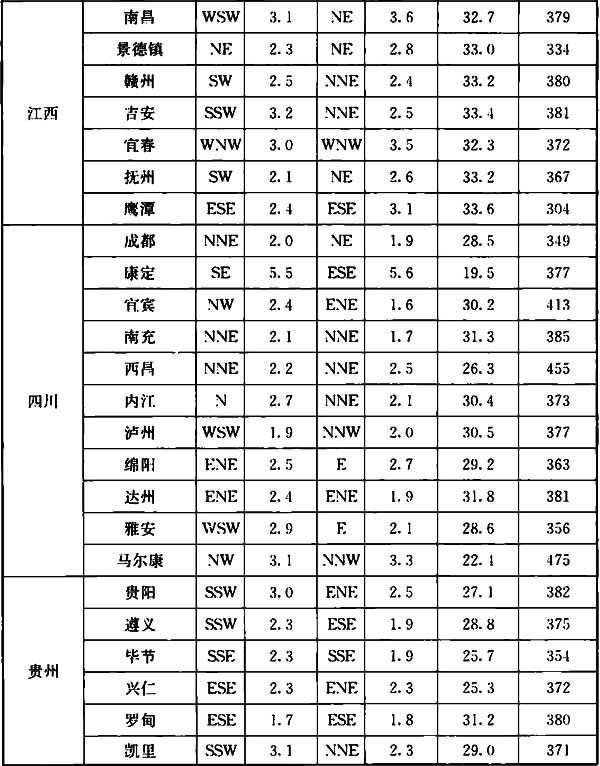 江西 南昌 WSW 3.1 NE 3.6 32.7 379
景德镇 NE 2.3 NE 2.8 33.0 334
赣州 SW 2.5 NNE 2.4 33.2 380
吉安 SSW 3.2 NNE 2.5 33.4 381
宜春 WNW 3.0 WNW 3.5 32.3 372
抚州 SW 2.1 NE 2.6 33.2 367
鹰潭 ESE 2.4 ESE 3.1 33.6 304
四川 成都 NNE 2.0 NE 1.9 28.5 349
康定 SE 5.5 ESE 5.6 19.5 377
宜宾 NW 2.4 ENE 1.6 30.2 413
南充 NNE 2.1 NNE 1.7 31.3 385
西昌 NNE 2.2 NNE 2.5 26.3 455
内江 N 2.7 NNE 2.1 30.4 373
泸州 WSW 1.9 NNW 2.0 30.5 377
绵阳 ENE 2.5 E 2.7 29.2 363
达州 ENE 2.4 ENE 1.9 31.8 381
雅安 WSW 2.9 E 2.1 28.6 356
马尔康 NW 3.1 NNW 3.3 22.4 475
贵州 贵阳 SSW 3.0 ENE 2.5 27.1 382
遵义 SSW 2.3 ESE 1.9 28.8 375
毕节 SSE 2.3 SSE 1.9 25.7 354
兴仁 ESE 2.3 ENE 2.3 25.3 372
罗甸 ESE 1.7 ESE 1.8 31.2 380
凯里 SSW 3.1 NNE 2.3 29.0 371